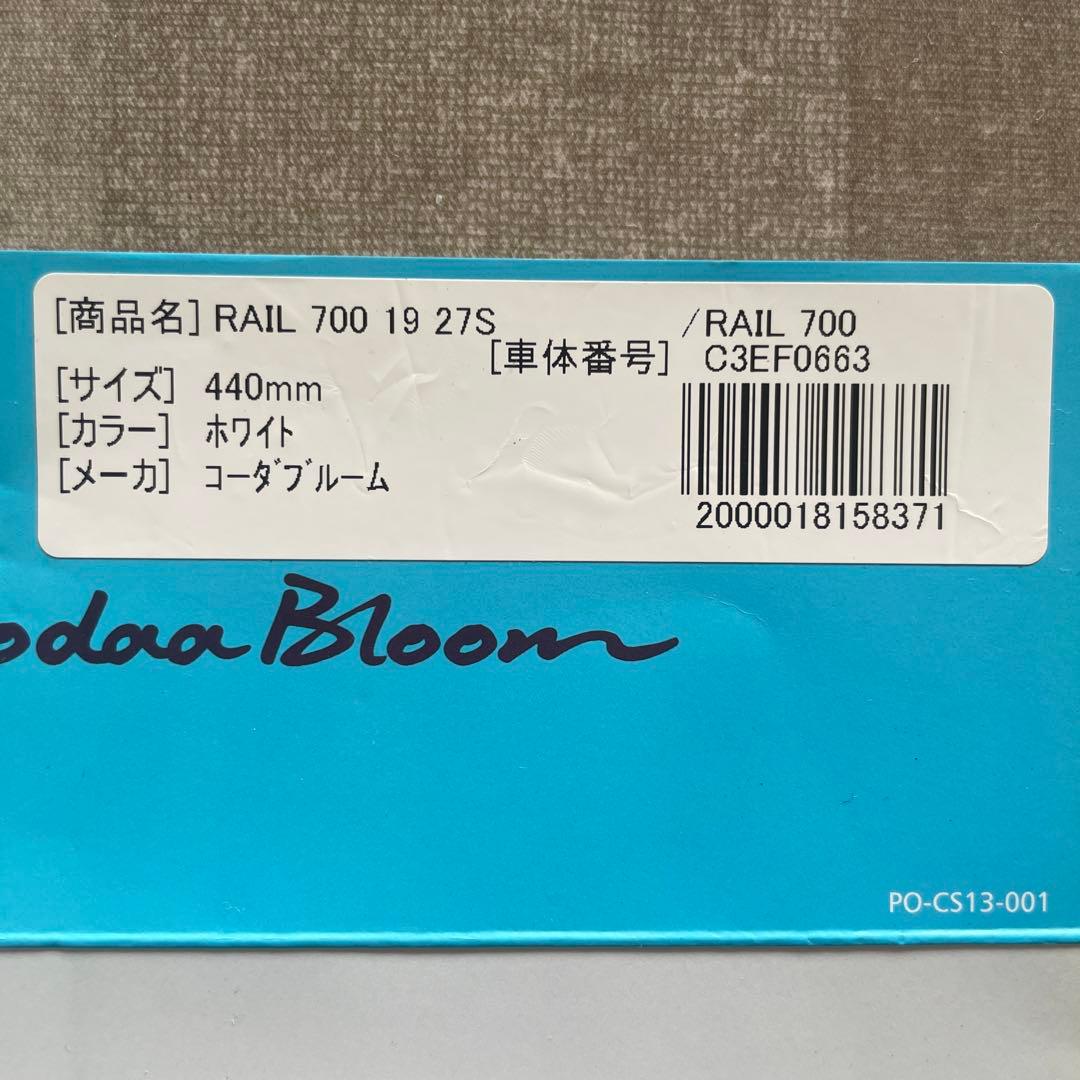 [商品名] RAIL 700 19 27S /RAIL 700
[車体番号] C3EF0663
[サイズ] 440mm
[カラー] ホワイト
[メーカ] コーダブルーム
2000018158371
odaaBloom
PO-CS13-001